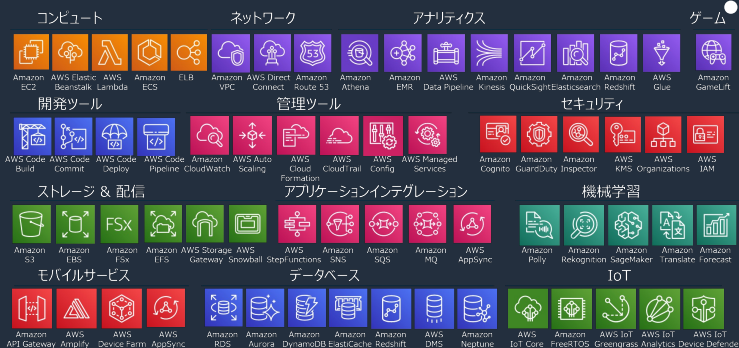 コンピュート
ネットワーク
アナリティクス
ゲーム
Amazon EC2
AWS Elastic Beanstalk
AWS Lambda
Amazon ECS
ELB
Amazon VPC
AWS Direct Connect
53
Amazon Route 53
Amazon Athena
Amazon EMR
AWS Data Pipeline
Amazon Kinesis
Amazon QuickSight
Amazon Elasticsearch
Amazon Redshift
AWS Glue
Amazon GameLift
開発ツール
管理ツール
セキュリティ
AWS Code Build
AWS Code Commit
AWS Code Deploy
AWS Code Pipeline
Amazon CloudWatch
AWS Auto Scaling
AWS Cloud Formation
AWS CloudTrail
AWS Config
AWS Managed Services
Amazon Cognito
Amazon GuardDuty
Amazon Inspector
AWS KMS
AWS Organizations
AWS IAM
ストレージ & 配信
アプリケーションインテグレーション
機械学習
Amazon S3
Amazon EBS
FSx
Amazon FSx
Amazon EFS
AWS Storage Gateway
AWS Snowball
AWS StepFunctions
Amazon SNS
Amazon SQS
Amazon MQ
AWS AppSync
Amazon Polly
Amazon Rekognition
Amazon SageMaker
Amazon Translate
Amazon Forecast
モバイルサービス
データベース
IoT
Amazon API Gateway
AWS Amplify
AWS Device Farm
AWS AppSync
Amazon RDS
Amazon Aurora
Amazon DynamoDB
Amazon ElastiCache
Amazon Redshift
AWS DMS
Amazon Neptune
AWS IoT Core
Amazon FreeRTOS
AWS IoT Greengrass
AWS IoT Analytics
AWS IoT Device Defende